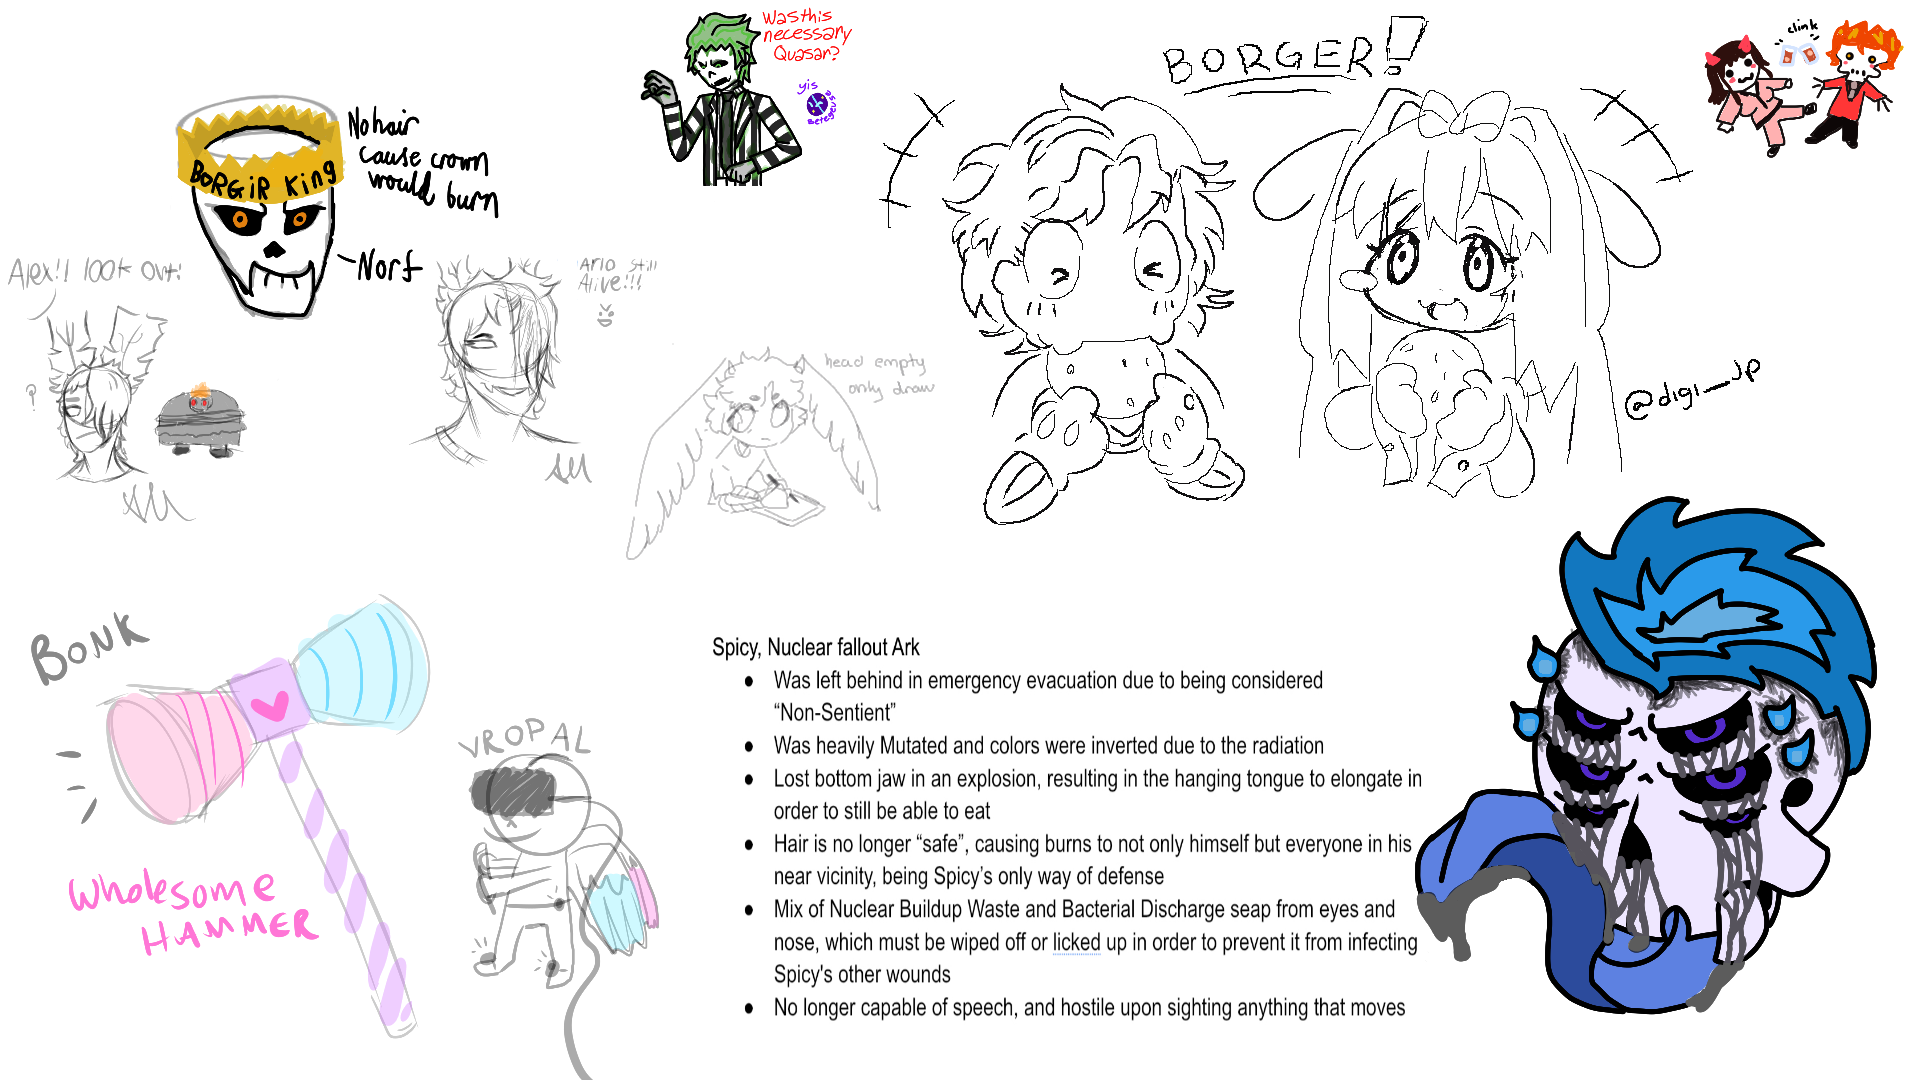 Was this
necessary
Quasar?
yis
BORGER!
clink
No hair
cause crown
would burn
BORGIR King
Norf
Alex!! look out!
?
Arlo still
Alive!!!
head empty
only draw
@digi_jp
BONK
Wholesome
HAMMER
VROPAL
Spicy, Nuclear fallout Ark
● Was left behind in emergency evacuation due to being considered
“Non-Sentient”
● Was heavily Mutated and colors were inverted due to the radiation
● Lost bottom jaw in an explosion, resulting in the hanging tongue to elongate in
order to still be able to eat
● Hair is no longer “safe”, causing burns to not only himself but everyone in his
near vicinity, being Spicy’s only way of defense
● Mix of Nuclear Buildup Waste and Bacterial Discharge seap from eyes and
nose, which must be wiped off or licked up in order to prevent it from infecting
Spicy's other wounds
● No longer capable of speech, and hostile upon sighting anything that moves